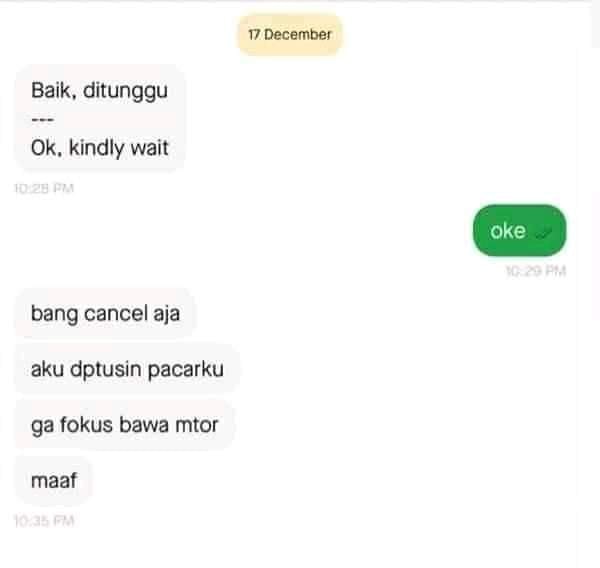 17 December
Baik, ditunggu
---
Ok, kindly wait
10:28 PM
oke
10:29 PM
bang cancel aja
aku dptusin pacarku
ga fokus bawa mtor
maaf
10:35 PM